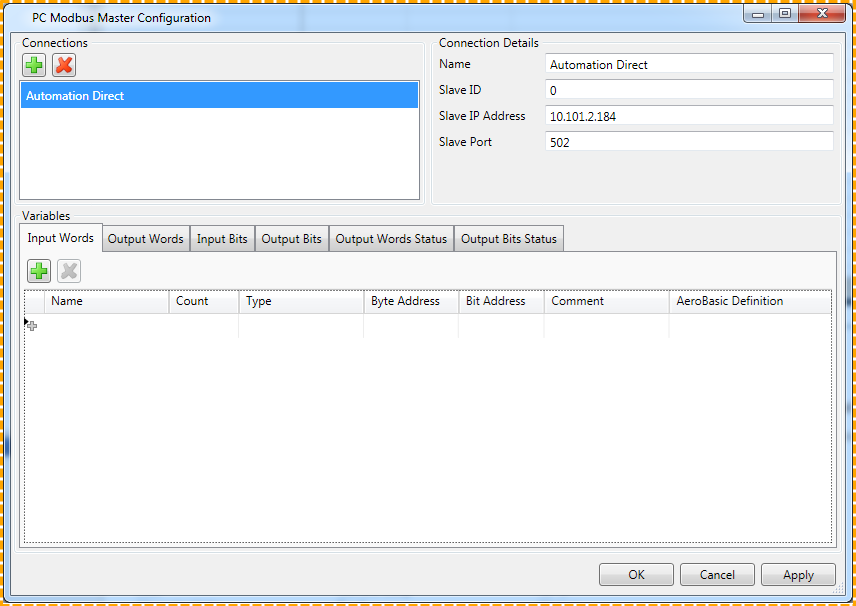 PC Modbus Master Configuration
Connections
Automation Direct
Connection Details
Name Automation Direct
Slave ID 0
Slave IP Address 10.101.2.184
Slave Port 502
Variables
Input Words Output Words Input Bits Output Bits Output Words Status Output Bits Status
Name Count Type Byte Address Bit Address Comment AeroBasic Definition
OK Cancel Apply